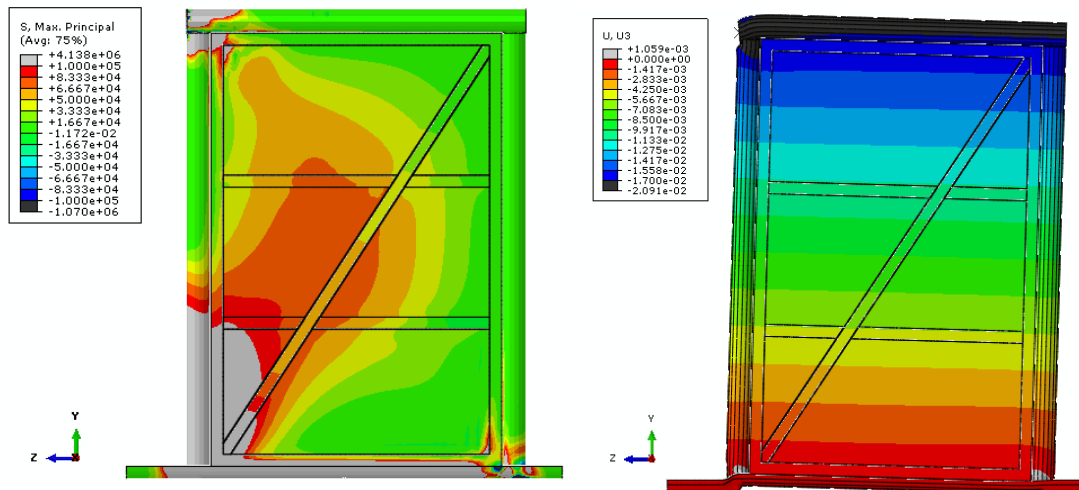 S, Max. Principal
(Avg: 75%)
+4.138e+06
+1.000e+05
+8.333e+04
+6.667e+04
+5.000e+04
+3.333e+04
+1.667e+04
-1.172e-02
-1.667e+04
-3.333e+04
-5.000e+04
-6.667e+04
-8.333e+04
-1.000e+05
-1.070e+06
Y
Z
U, U3
+1.059e-03
+0.000e+00
-1.417e-03
-2.833e-03
-4.250e-03
-5.667e-03
-7.083e-03
-8.500e-03
-9.917e-03
-1.133e-02
-1.275e-02
-1.417e-02
-1.558e-02
-1.700e-02
-2.091e-02
Y
Z